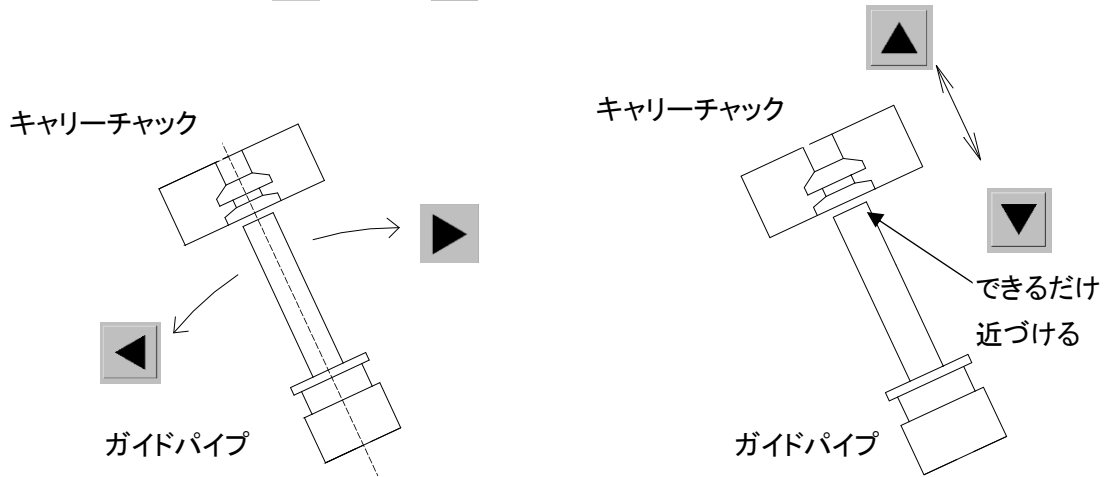 キャリーチャック
ガイドパイプ
キャリーチャック
できるだけ
近づける
ガイドパイプ